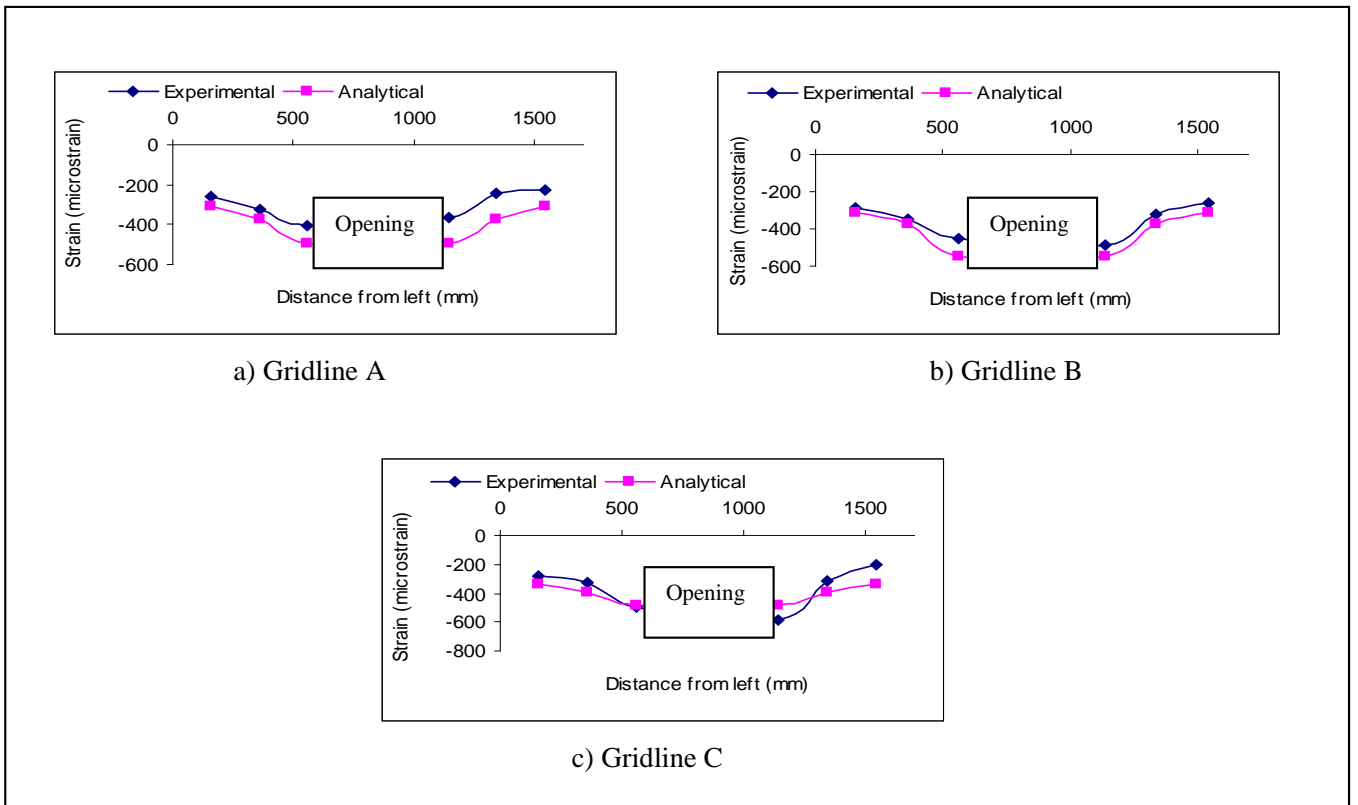 Experimental Analytical
0 500 1000 1500
0
-200
-400
-600
Strain (microstrain)
Opening
Distance from left (mm)
a) Gridline A
Experimental Analytical
0 500 1000 1500
0
-200
-400
-600
Strain (microstrain)
Opening
Distance from left (mm)
b) Gridline B
Experimental Analytical
0 500 1000 1500
0
-200
-400
-600
-800
Strain (microstrain)
Opening
Distance from left (mm)
c) Gridline C